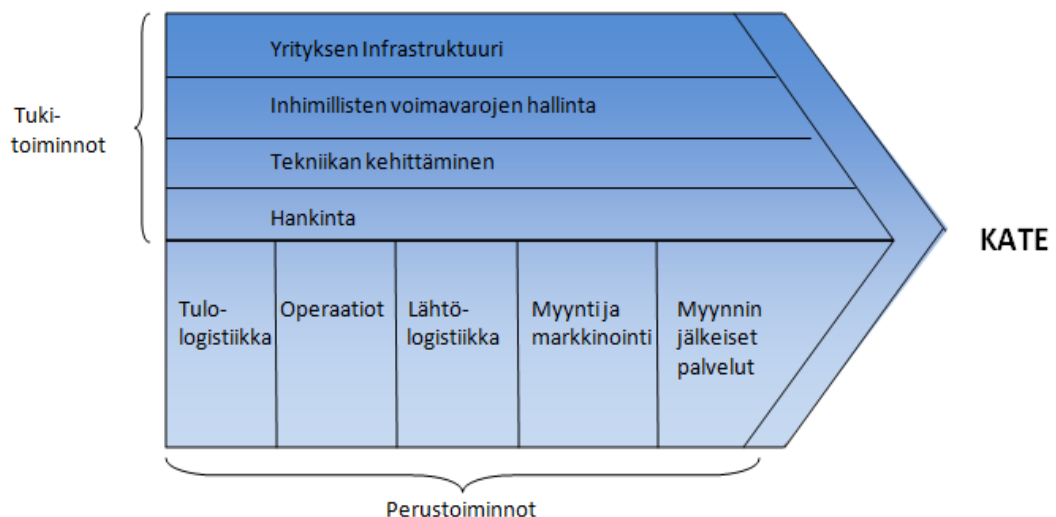 Yrityksen Infrastruktuuri
Tuki-
toiminnot
Inhimillisten voimavarojen hallinta
Tekniikan kehittäminen
Hankinta
KATE
Tulo-
logistiikka
Operaatiot
Lähtö-
logistiikka
Myynti ja
markkinointi
Myynnin
jälkeiset
palvelut
Perustoiminnot